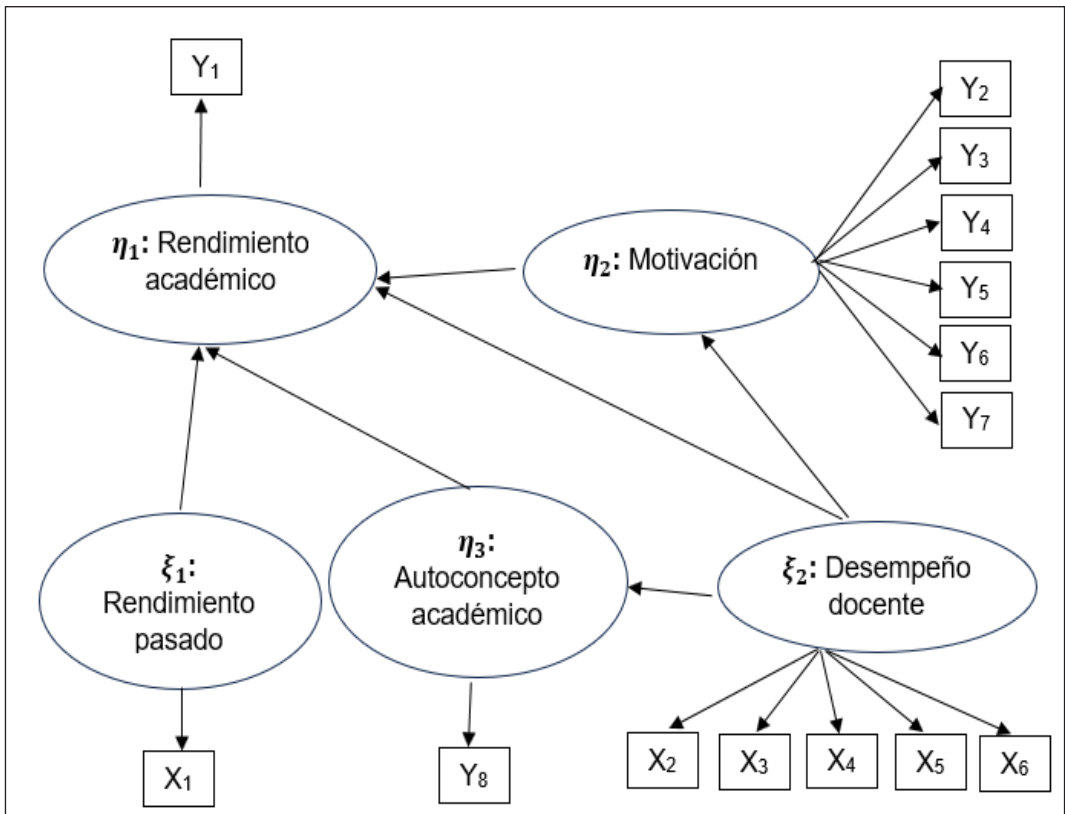 Y₁
Y₂
Y₃
Y₄
Y₅
Y₆
Y₇
η₁: Rendimiento
académico
η₂: Motivación
ξ₁:
Rendimiento
pasado
η₃:
Autoconcepto
académico
ξ₂: Desempeño
docente
X₁
Y₈
X₂
X₃
X₄
X₅
X₆